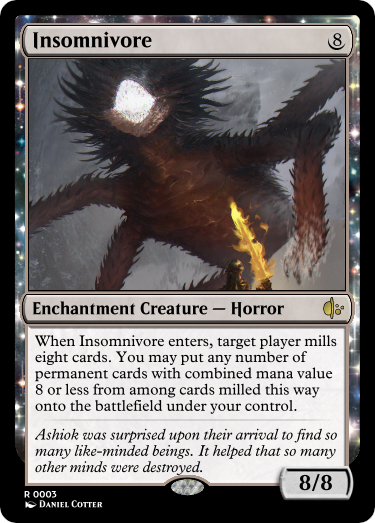 Insomnivore 8
Enchantment Creature — Horror
When Insomnivore enters, target player mills
eight cards. You may put any number of
permanent cards with combined mana value
8 or less from among cards milled this way
onto the battlefield under your control.
Ashiok was surprised upon their arrival to find so
many like-minded beings. It helped that so many
other minds were destroyed.
8/8
R 0003
Daniel Cotter